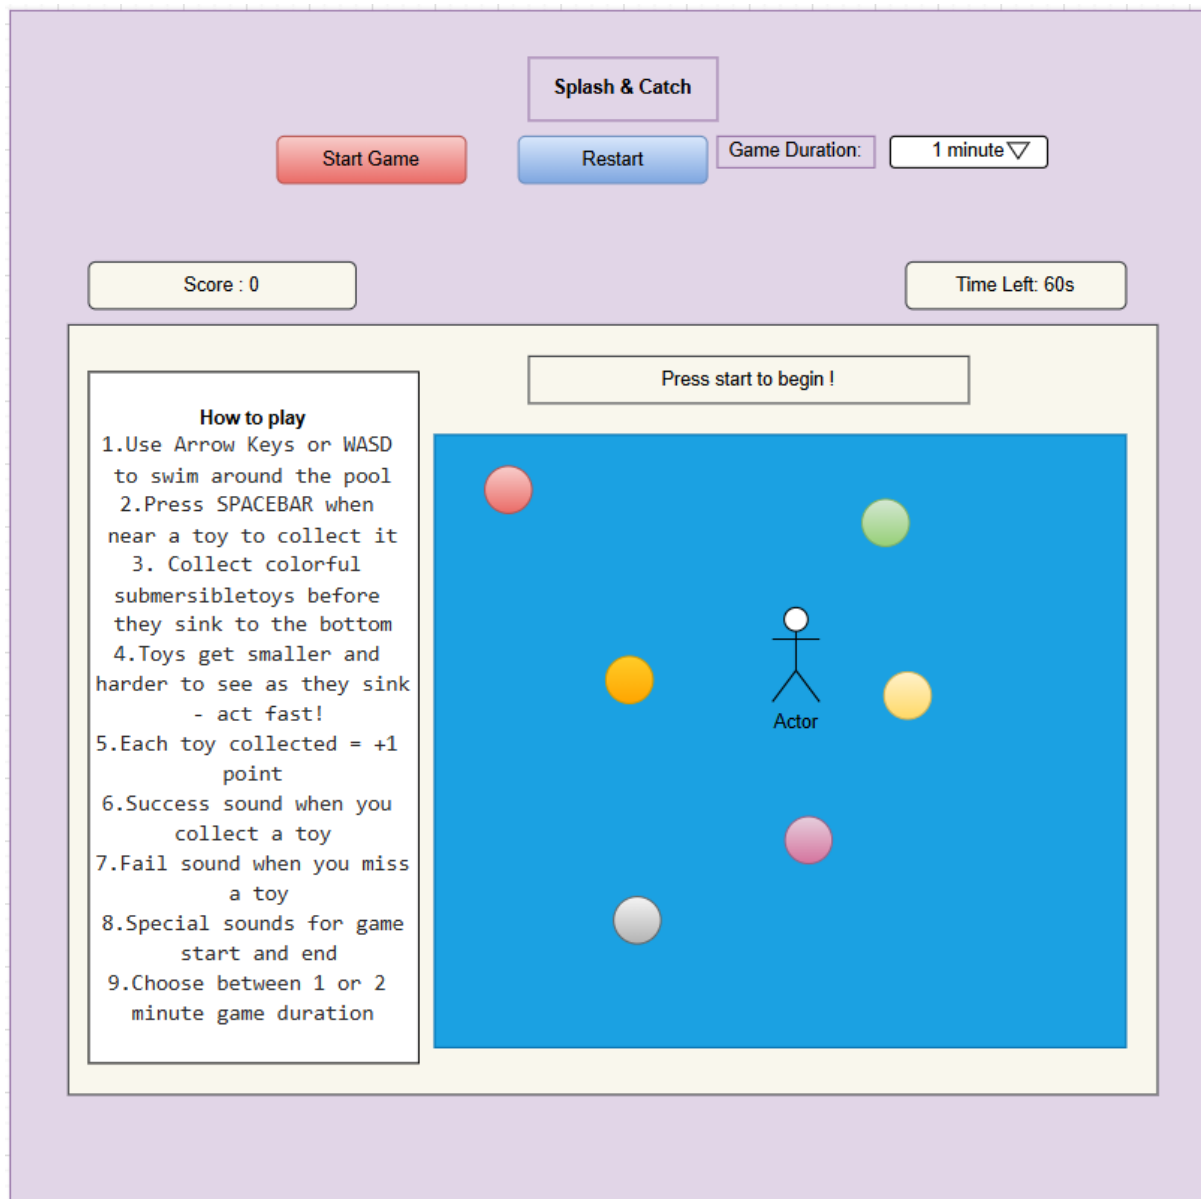 Splash & Catch
Start Game
Restart
Game Duration:
1 minute
Score : 0
Time Left: 60s
Press start to begin !
How to play
1.Use Arrow Keys or WASD
to swim around the pool
2.Press SPACEBAR when
near a toy to collect it
3. Collect colorful
submersibletoys before
they sink to the bottom
4.Toys get smaller and
harder to see as they sink
- act fast!
5.Each toy collected = +1
point
6.Success sound when you
collect a toy
7.Fail sound when you miss
a toy
8.Special sounds for game
start and end
9.Choose between 1 or 2
minute game duration
Actor